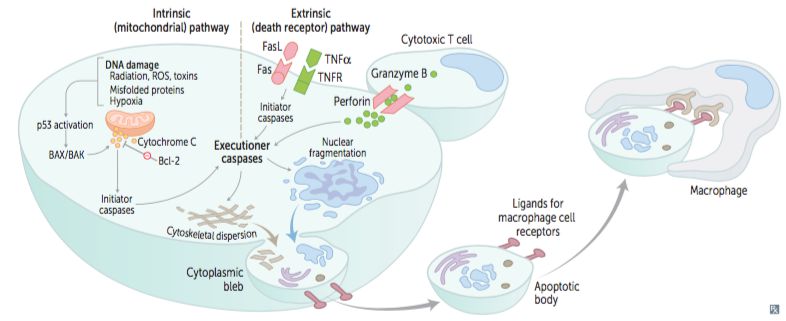 Intrinsic
(mitochondrial) pathway
Extrinsic
(death receptor) pathway
Cytotoxic T cell
FasL
Fas
TNFα
TNFR
Granzyme B
Perforin
DNA damage
Radiation, ROS, toxins
Misfolded proteins
Hypoxia
p53 activation
Cytochrome C
BAX/BAK
Bcl-2
Initiator
caspases
Initiator
caspases
Executioner
caspases
Nuclear
fragmentation
Cytoskeletal dispersion
Cytoplasmic
bleb
Ligands for
macrophage cell
receptors
Apoptotic
body
Macrophage